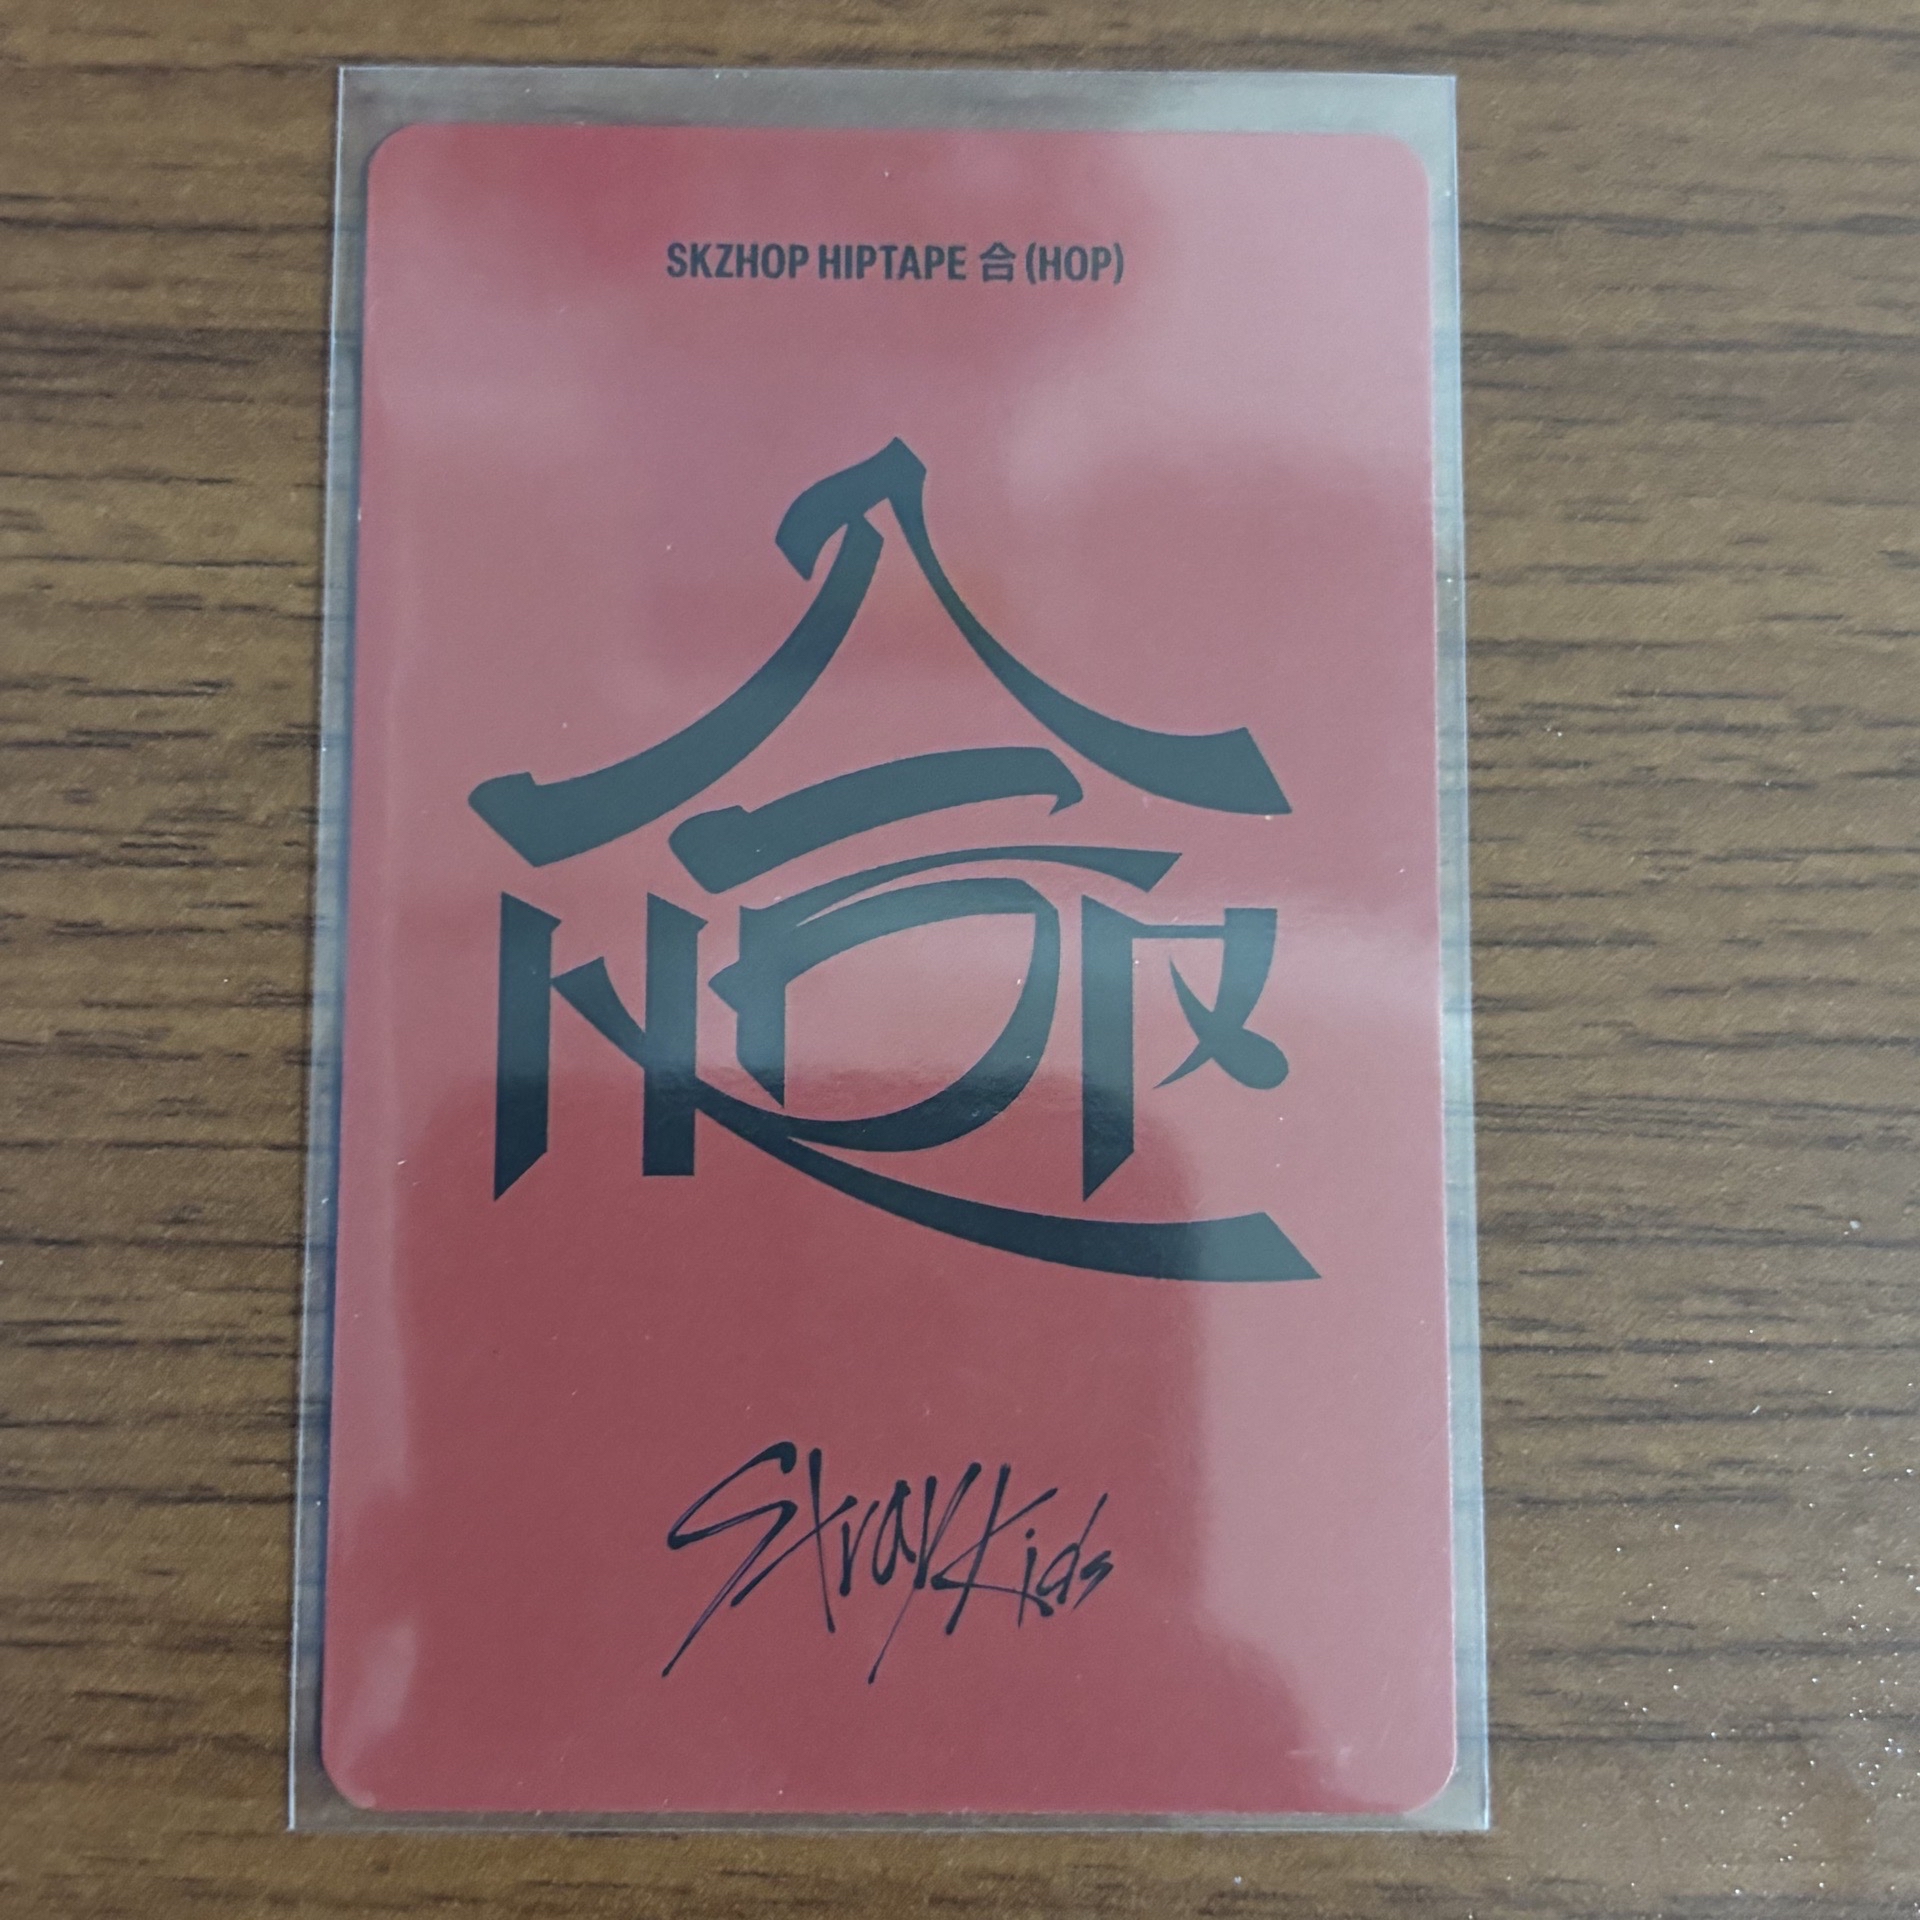 SKZHOP HIPTAPE 合 (HOP)
合
HOP
Stray Kids